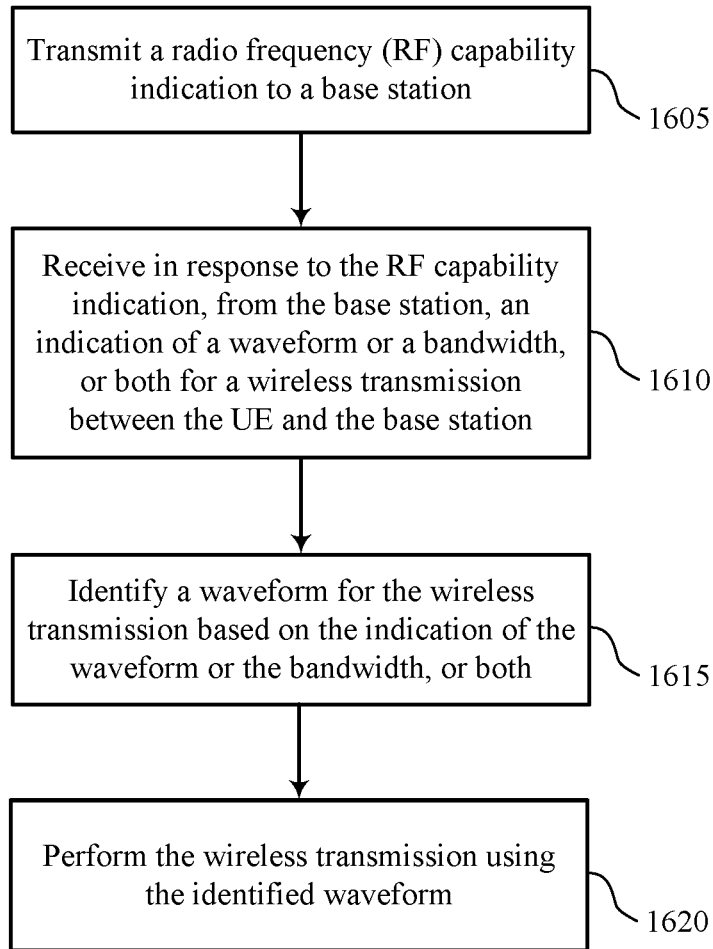 Transmit a radio frequency (RF) capability
indication to a base station
1605
Receive in response to the RF capability
indication, from the base station, an
indication of a waveform or a bandwidth,
or both for a wireless transmission
between the UE and the base station
1610
Identify a waveform for the wireless
transmission based on the indication of the
waveform or the bandwidth, or both
1615
Perform the wireless transmission using
the identified waveform
1620